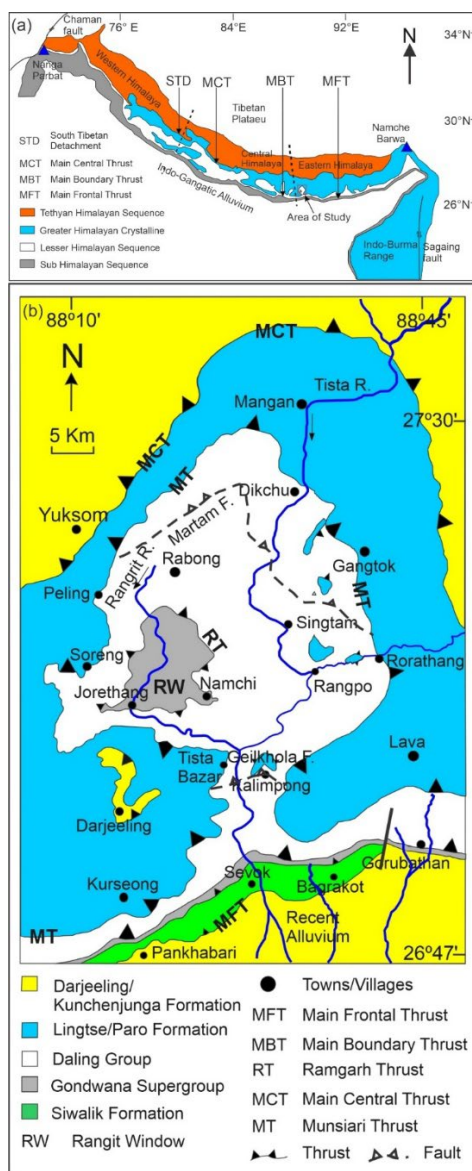 (a)
Chaman
fault
76° E
84° E
92° E
34°N
N
Nanga
Parbat
Western Himalaya
STD
MCT
MBT
MFT
Tibetan
Plataeu
30°N
Namche
Barwa
Central
Himalaya
Eastern Himalaya
Indo-Gangatic Alluvium
Area of Study
26°N
Indo-Burma
Range
Sagaing
fault
STD South Tibetan
Detachment
MCT Main Central Thrust
MBT Main Boundary Thrust
MFT Main Frontal Thrust
Tethyan Himalayan Sequence
Greater Himalayan Crystalline
Lesser Himalayan Sequence
Sub Himalayan Sequence
(b)
88°10'
88°45'
N
5 Km
MCT
Tista R.
Mangan
27°30'
MCT
MT
Dikchu
Yuksom
Martam F.
Rangrit R.
Rabong
Gangtok
Peling
MT
Singtam
RT
Soreng
Rorathang
RW
Namchi
Rangpo
Jorethang
Tista
Bazar
Geilkhola F.
Kalimpong
Lava
Darjeeling
Gorubathan
Sevok
Kurseong
Bagrakot
MFT
Recent
Alluvium
MT
Pankhabari
26°47'
Darjeeling/
Kunchenjunga Formation
Lingtse/Paro Formation
Daling Group
Gondwana Supergroup
Siwalik Formation
RW Rangit Window
Towns/Villages
MFT Main Frontal Thrust
MBT Main Boundary Thrust
RT Ramgarh Thrust
MCT Main Central Thrust
MT Munsiari Thrust
Thrust
Fault